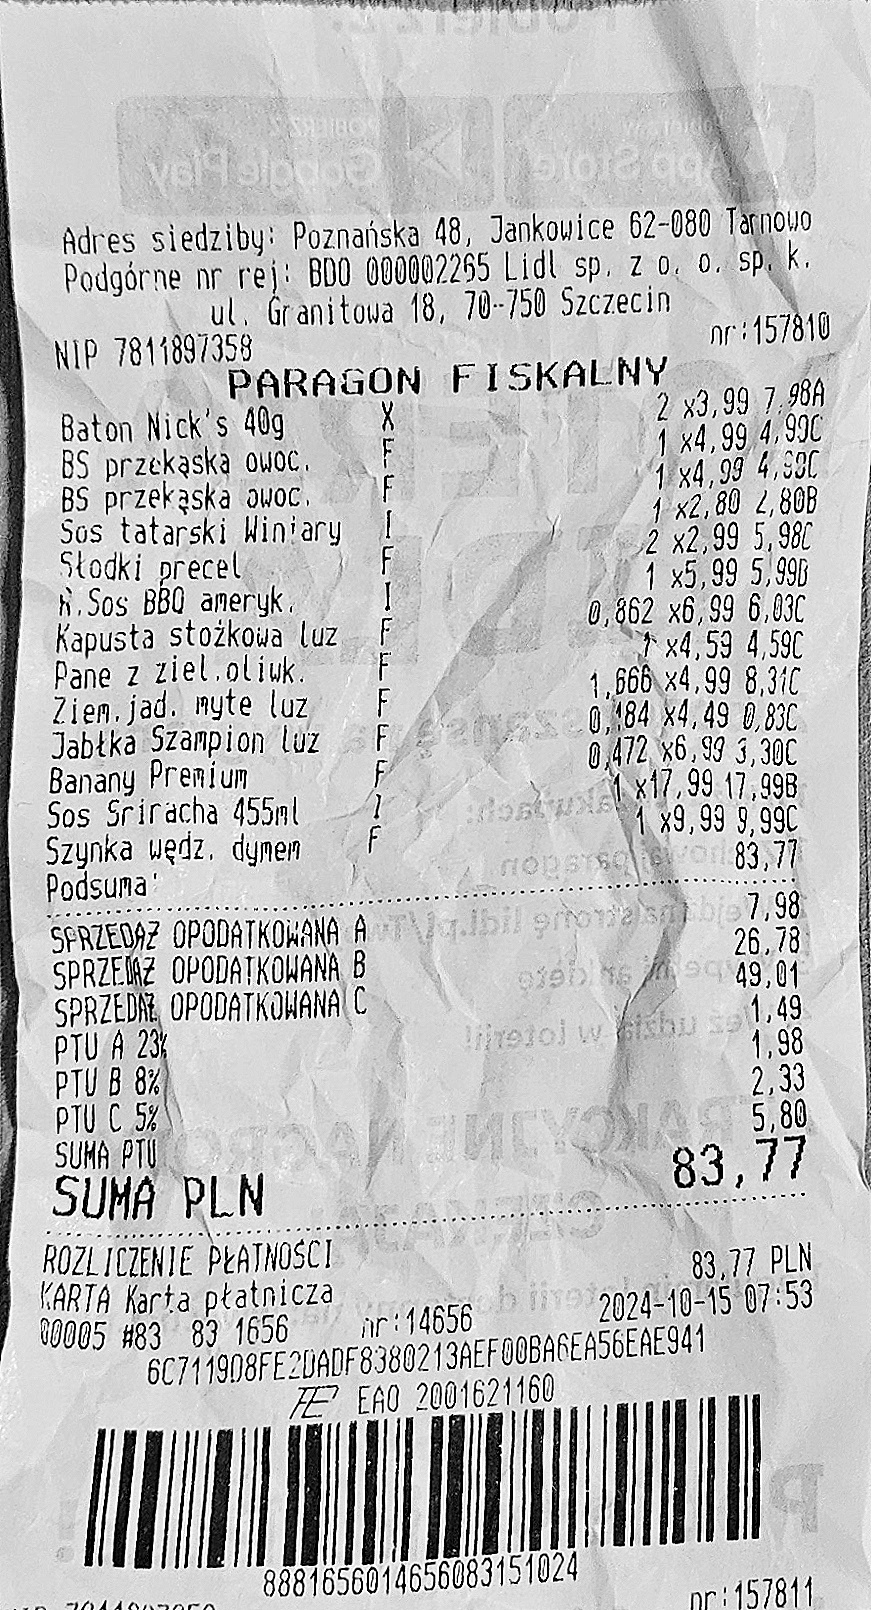 Adres siedziby: Poznańska 48, Jankowice 62-080 Tarnowo
Podgórne nr rej: BDO 000002265 Lidl sp. z o. o. sp. k.
ul. Granitowa 18, 70-750 Szczecin
NIP 7811897358 nr:157810
PARAGON FISKALNY
Baton Nick's 40g X 2 x3,99 7,98A
BS przekąska owoc. F 1 x4,99 4,99C
BS przekąska owoc. F 1 x4,99 4,99C
Sos tatarski Winiary I 1 x2,80 2,80B
Słodki precel F 2 x2,99 5,98C
K.Sos BBQ ameryk. I 1 x5,99 5,99B
Kapusta stożkowa luz F 0,862 x6,99 6,03C
Pane z ziel.oliwk. F 1 x4,59 4,59C
Ziem.jad. myte luz F 1,666 x4,99 8,31C
Jabłka Szampion luz F 0,184 x4,49 0,83C
Banany Premium F 0,472 x6,99 3,30C
Sos Sriracha 455ml I 1 x17,99 17,99B
Szynka wędz. dymem F 1 x9,99 9,99C
Podsuma: 83,77
SPRZEDAŻ OPODATKOWANA A 7,98
SPRZEDAŻ OPODATKOWANA B 26,78
SPRZEDAŻ OPODATKOWANA C 49,01
PTU A 23% 1,49
PTU B 8% 1,98
PTU C 5% 2,33
SUMA PTU 5,80
SUMA PLN 83,77
ROZLICZENIE PŁATNOŚCI
KARTA Karta płatnicza 83,77 PLN
00005 #83 83 1656 nr:14656 2024-10-15 07:53
6C7119D8FE2DADF8380213AEF00BA6EA56EAE941
EAO 2001621160
8881656014656083151024
nr:157811